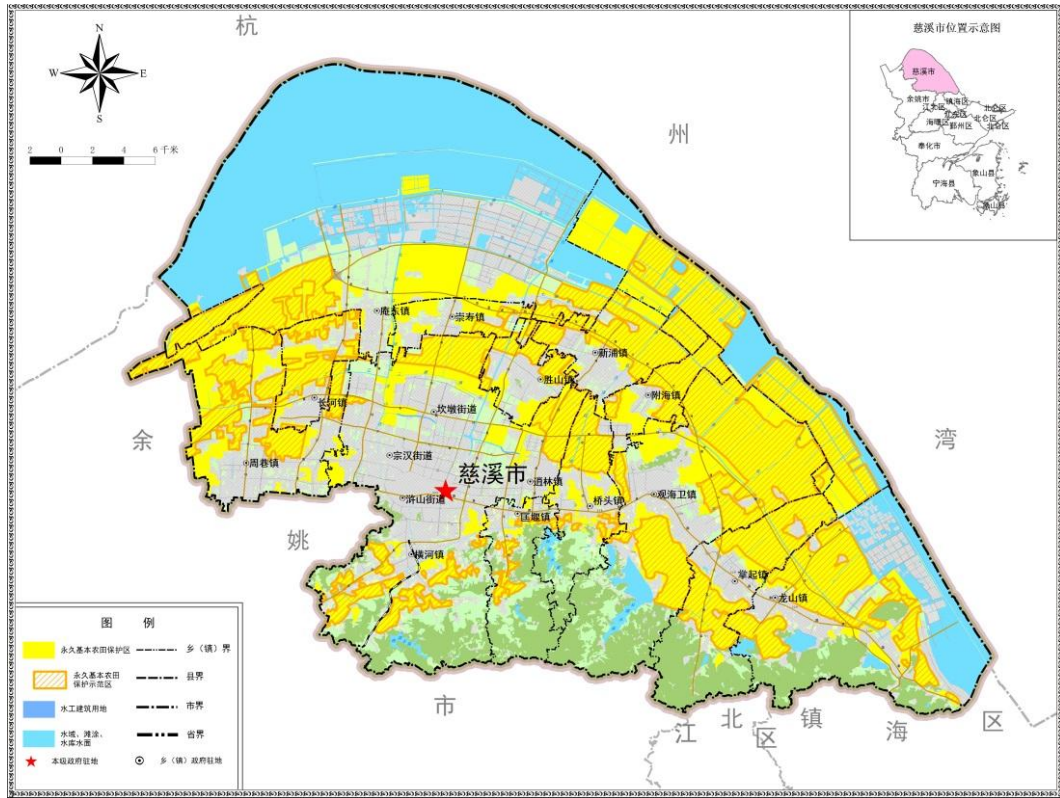 杭
州
湾
余
姚
市
江
北
区
镇
海
区
N
W
E
S
2 0 2 4 6 千米
慈溪市位置示意图
慈溪市
余姚市
镇海区
江北区
北仑区
海曙区
鄞州区
北仑区
北仑区
奉化市
象山县
宁海县
象山县
庵东镇
崇寿镇
新浦镇
胜山镇
附海镇
长河镇
坎墩街道
宗汉街道
周巷镇
慈溪市
逍林镇
浒山街道
桥头镇
观海卫镇
匡堰镇
横河镇
掌起镇
龙山镇
图 例
永久基本农田保护区
乡（镇）界
永久基本农田
保护示范区
县界
水工建筑用地
市界
水域、滩涂、
水库水面
省界
本级政府驻地
乡（镇）政府驻地